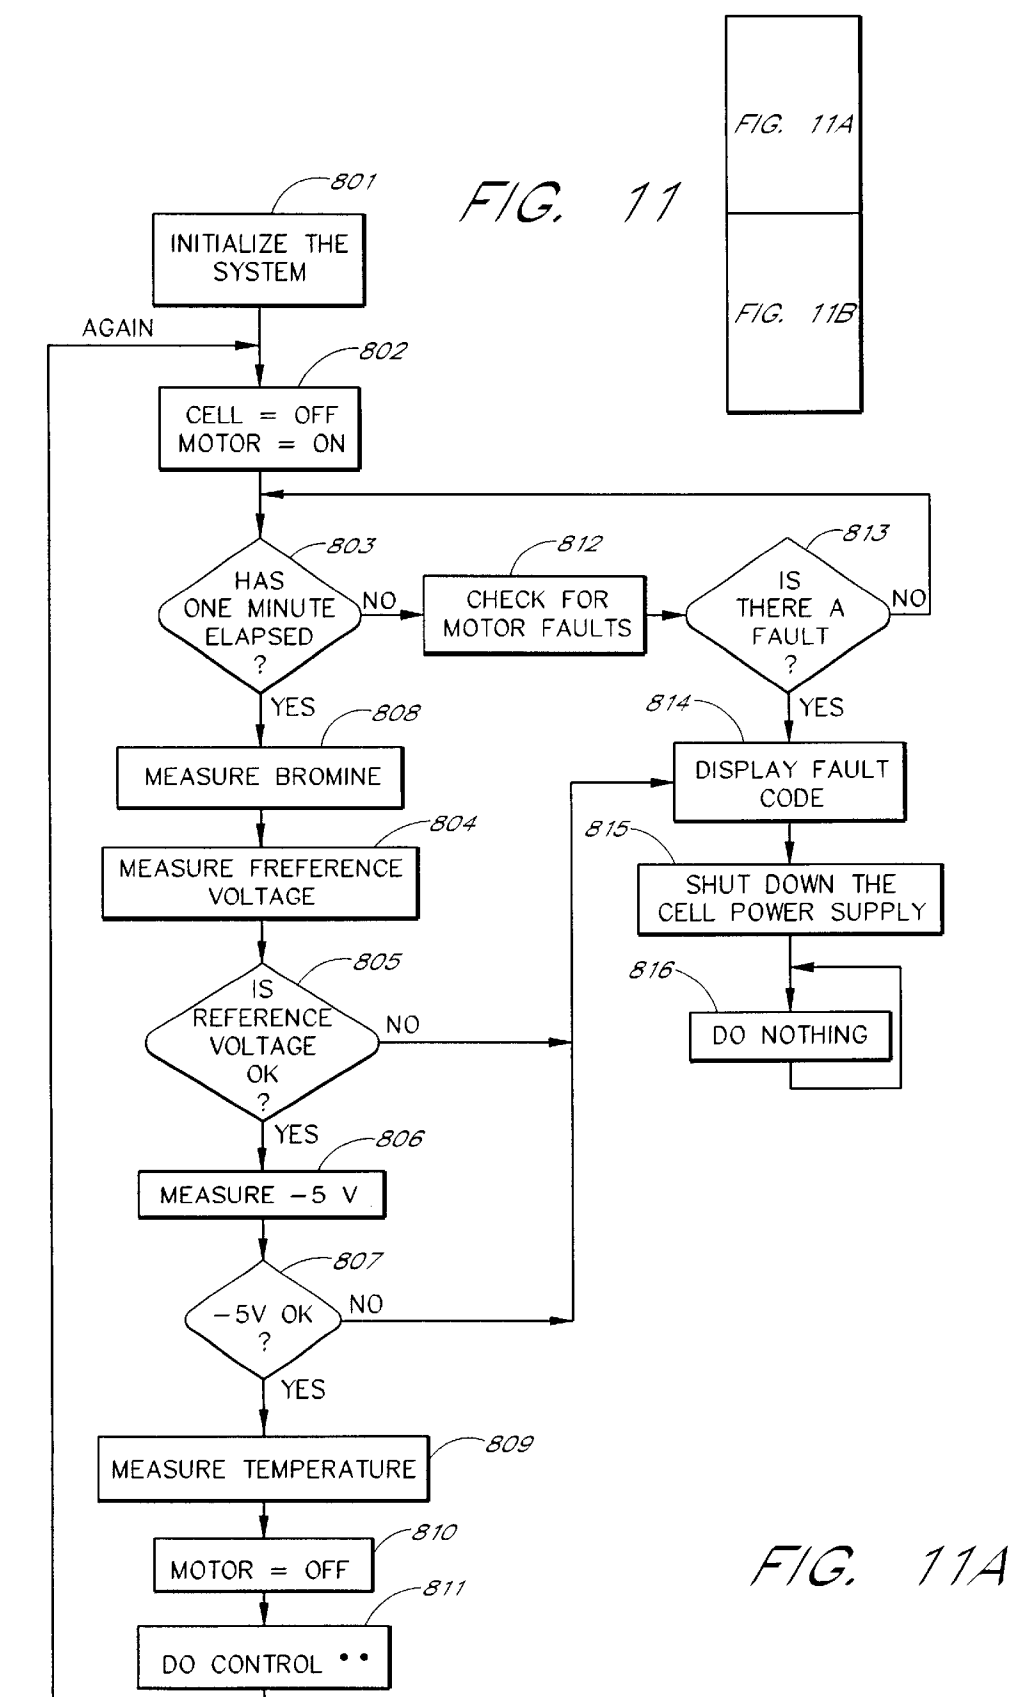 FIG. 11
FIG. 11A
FIG. 11B
801
INITIALIZE THE
SYSTEM
AGAIN
802
CELL = OFF
MOTOR = ON
803
HAS
ONE MINUTE
ELAPSED
?
NO
YES
812
CHECK FOR
MOTOR FAULTS
813
IS
THERE A
FAULT
?
NO
YES
808
MEASURE BROMINE
814
DISPLAY FAULT
CODE
804
MEASURE FREFERENCE
VOLTAGE
815
SHUT DOWN THE
CELL POWER SUPPLY
805
IS
REFERENCE
VOLTAGE
OK
?
NO
YES
816
DO NOTHING
806
MEASURE -5 V
807
-5V OK
?
NO
YES
809
MEASURE TEMPERATURE
810
MOTOR = OFF
811
DO CONTROL ••
FIG. 11A